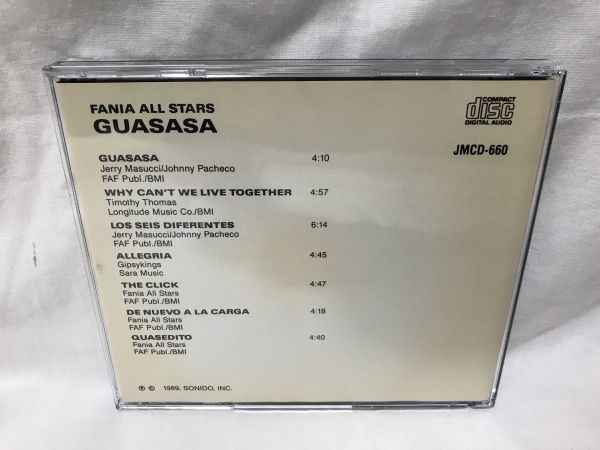 FANIA ALL STARS
GUASASA
COMPACT
disc
DIGITAL AUDIO
JMCD-660
GUASASA 4:10
Jerry Masucci/Johnny Pacheco
FAF Publ./BMI
WHY CAN'T WE LIVE TOGETHER 4:57
Timothy Thomas
Longitude Music Co./BMI
LOS SEIS DIFERENTES 6:14
Jerry Masucci/Johnny Pacheco
FAF Publ./BMI
ALLEGRIA 4:45
Gipsykings
Sara Music
THE CLICK 4:47
Fania All Stars
FAF Publ./BMI
DE NUEVO A LA CARGA 4:18
Fania All Stars
FAF Publ./BMI
QUASEDITO 4:40
Fania All Stars
FAF Publ./BMI
℗ © 1989, SONIDO, INC.